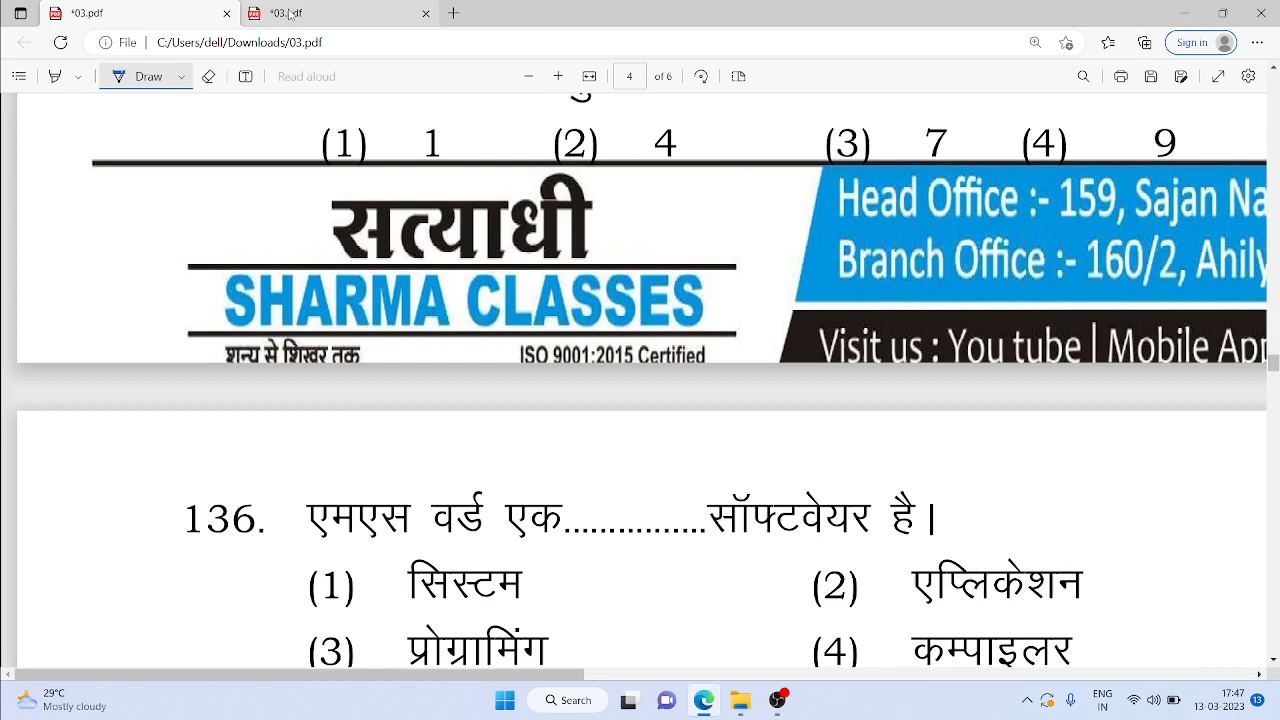 *03.pdf
*03.pdf
File C:/Users/dell/Downloads/03.pdf Sign in
Draw Read aloud 4 of 6
(1) 1 (2) 4 (3) 7 (4) 9
सत्याधी
SHARMA CLASSES
शून्य से शिखर तक ISO 9001:2015 Certified
Head Office :- 159, Sajan Na
Branch Office :- 160/2, Ahily
Visit us : You tube | Mobile App
136. एमएस वर्ड एक................सॉफ्टवेयर है।
(1) सिस्टम (2) एप्लिकेशन
(3) प्रोग्रामिंग (4) कम्पाइलर
29°C
Mostly cloudy
Search
ENG
IN
17:47
13-03-2023
13